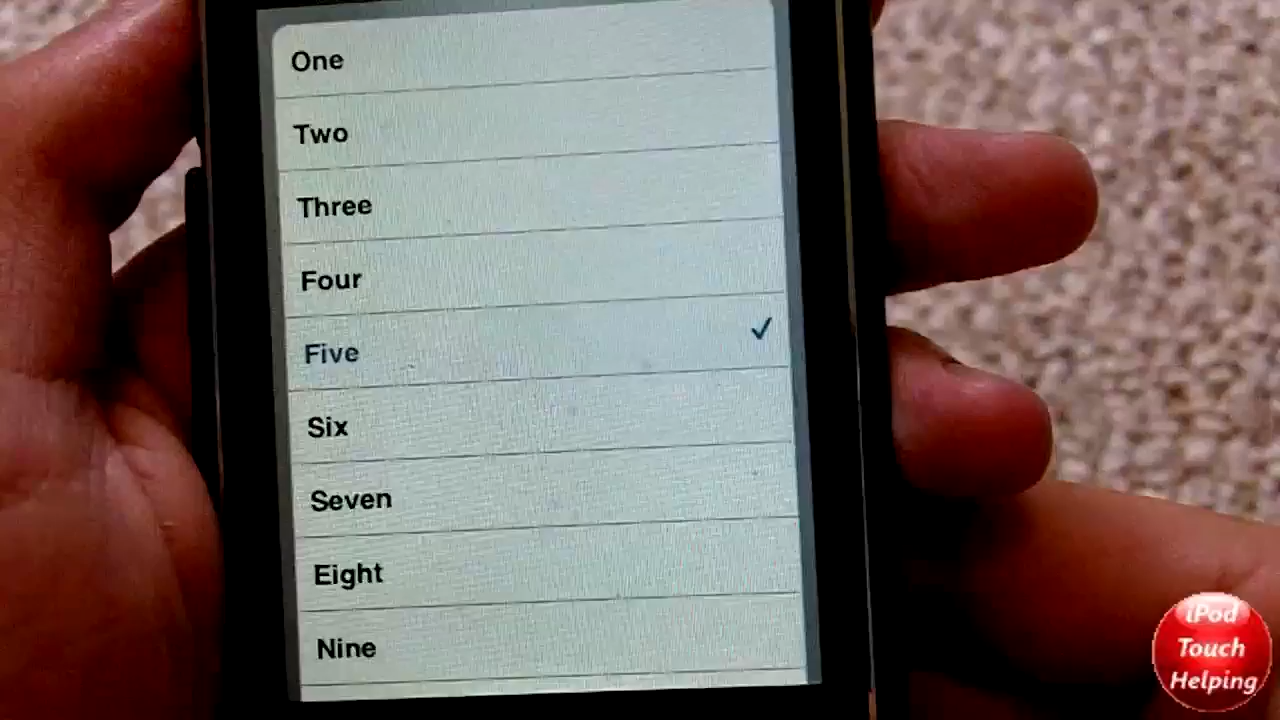 One
Two
Three
Four
Five
Six
Seven
Eight
Nine
iPod
Touch
Helping